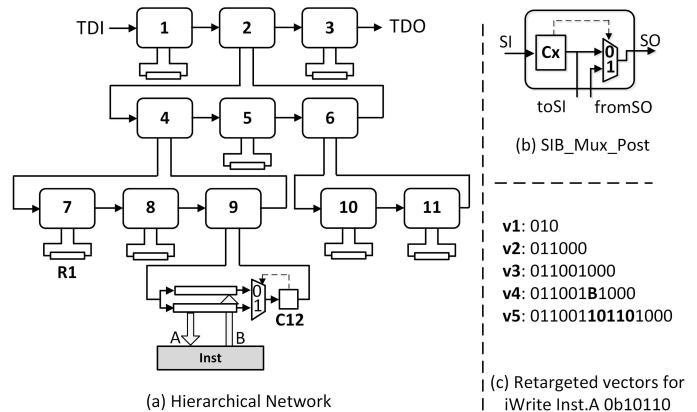 TDI 1 2 3 TDO
4 5 6
7 8 9 10 11
R1
0
1
C12
A B
Inst
(a) Hierarchical Network
SI Cx 0 SO
1
toSI fromSO
(b) SIB_Mux_Post
v1: 010
v2: 011000
v3: 011001000
v4: 011001B1000
v5: 011001101101000
(c) Retargeted vectors for
iWrite Inst.A 0b10110